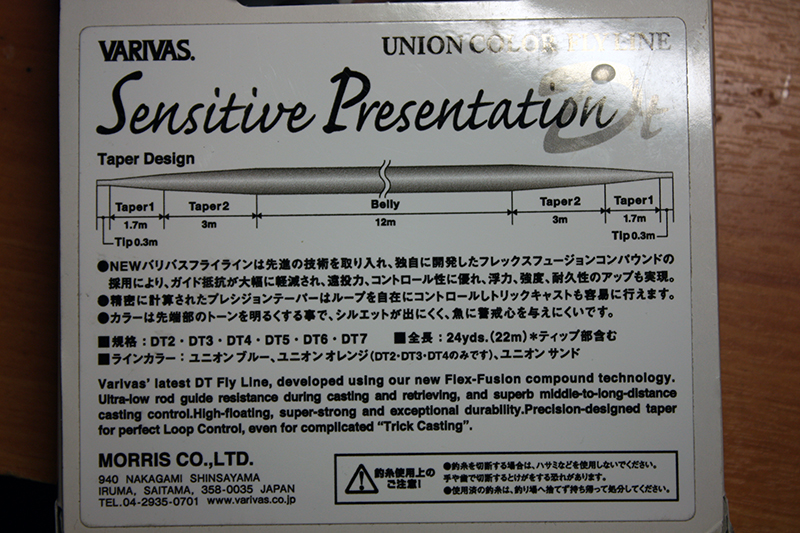 VARIVAS.
UNION COLOR FLY LINE
Sensitive Presentation
Taper Design
Taper1 Taper2 Belly Taper2 Taper1
1.7m 3m 12m 3m 1.7m
Tip0.3m Tip0.3m
●NEWバリバスフライラインは先進の技術を取り入れ、独自に開発したフレックスフュージョンコンパウンドの
採用により、ガイド抵抗が大幅に軽減され、遠投力、コントロール性に優れ、浮力、強度、耐久性のアップも実現。
●精密に計算されたプレシジョンテーパーはループを自在にコントロールしトリックキャストも容易に行えます。
●カラーは先端部のトーンを明るくする事で、シルエットが出にくく、魚に警戒心を与えにくいです。
■規格：DT2・DT3・DT4・DT5・DT6・DT7 ■全長：24yds.(22m)＊ティップ部含む
■ラインカラー：ユニオン ブルー、ユニオン オレンジ(DT2・DT3・DT4のみです)、ユニオン サンド
Varivas' latest DT Fly Line, developed using our new Flex-Fusion compound technology.
Ultra-low rod guide resistance during casting and retrieving, and superb middle-to-long-distance
casting control.High-floating, super-strong and exceptional durability.Precision-designed taper
for perfect Loop Control, even for complicated "Trick Casting".
MORRIS CO.,LTD.
940 NAKAGAMI SHINSAYAMA
IRUMA, SAITAMA, 358-0035 JAPAN
TEL.04-2935-0701 www.varivas.co.jp
釣糸使用上の
ご注意!
●釣糸を切断する場合は、ハサミなどを使用しないでください。
手や歯で切断するとけがをする恐れがあります。
●使用済の釣糸は、釣り場へ捨てず持ち帰って処分してください。